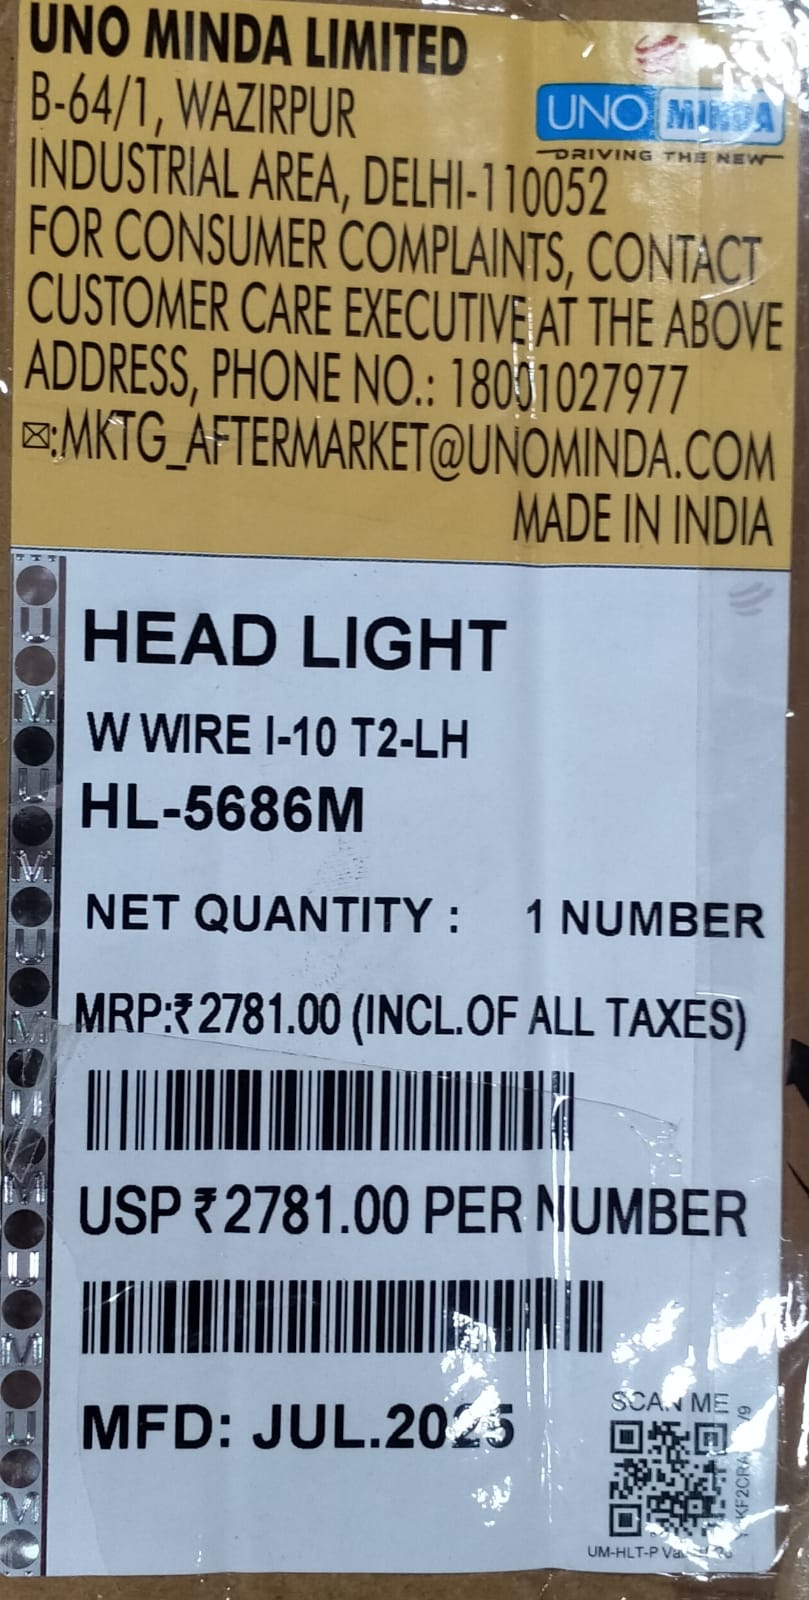 UNO MINDA LIMITED
B-64/1, WAZIRPUR
UNO MINDA
DRIVING THE NEW
INDUSTRIAL AREA, DELHI-110052
FOR CONSUMER COMPLAINTS, CONTACT
CUSTOMER CARE EXECUTIVE AT THE ABOVE
ADDRESS, PHONE NO.: 18001027977
✉:MKTG_AFTERMARKET@UNOMINDA.COM
MADE IN INDIA
HEAD LIGHT
W WIRE I-10 T2-LH
HL-5686M
NET QUANTITY : 1 NUMBER
MRP:₹2781.00 (INCL.OF ALL TAXES)
USP ₹2781.00 PER NUMBER
MFD: JUL.2025
SCAN ME
UM-HLT-P